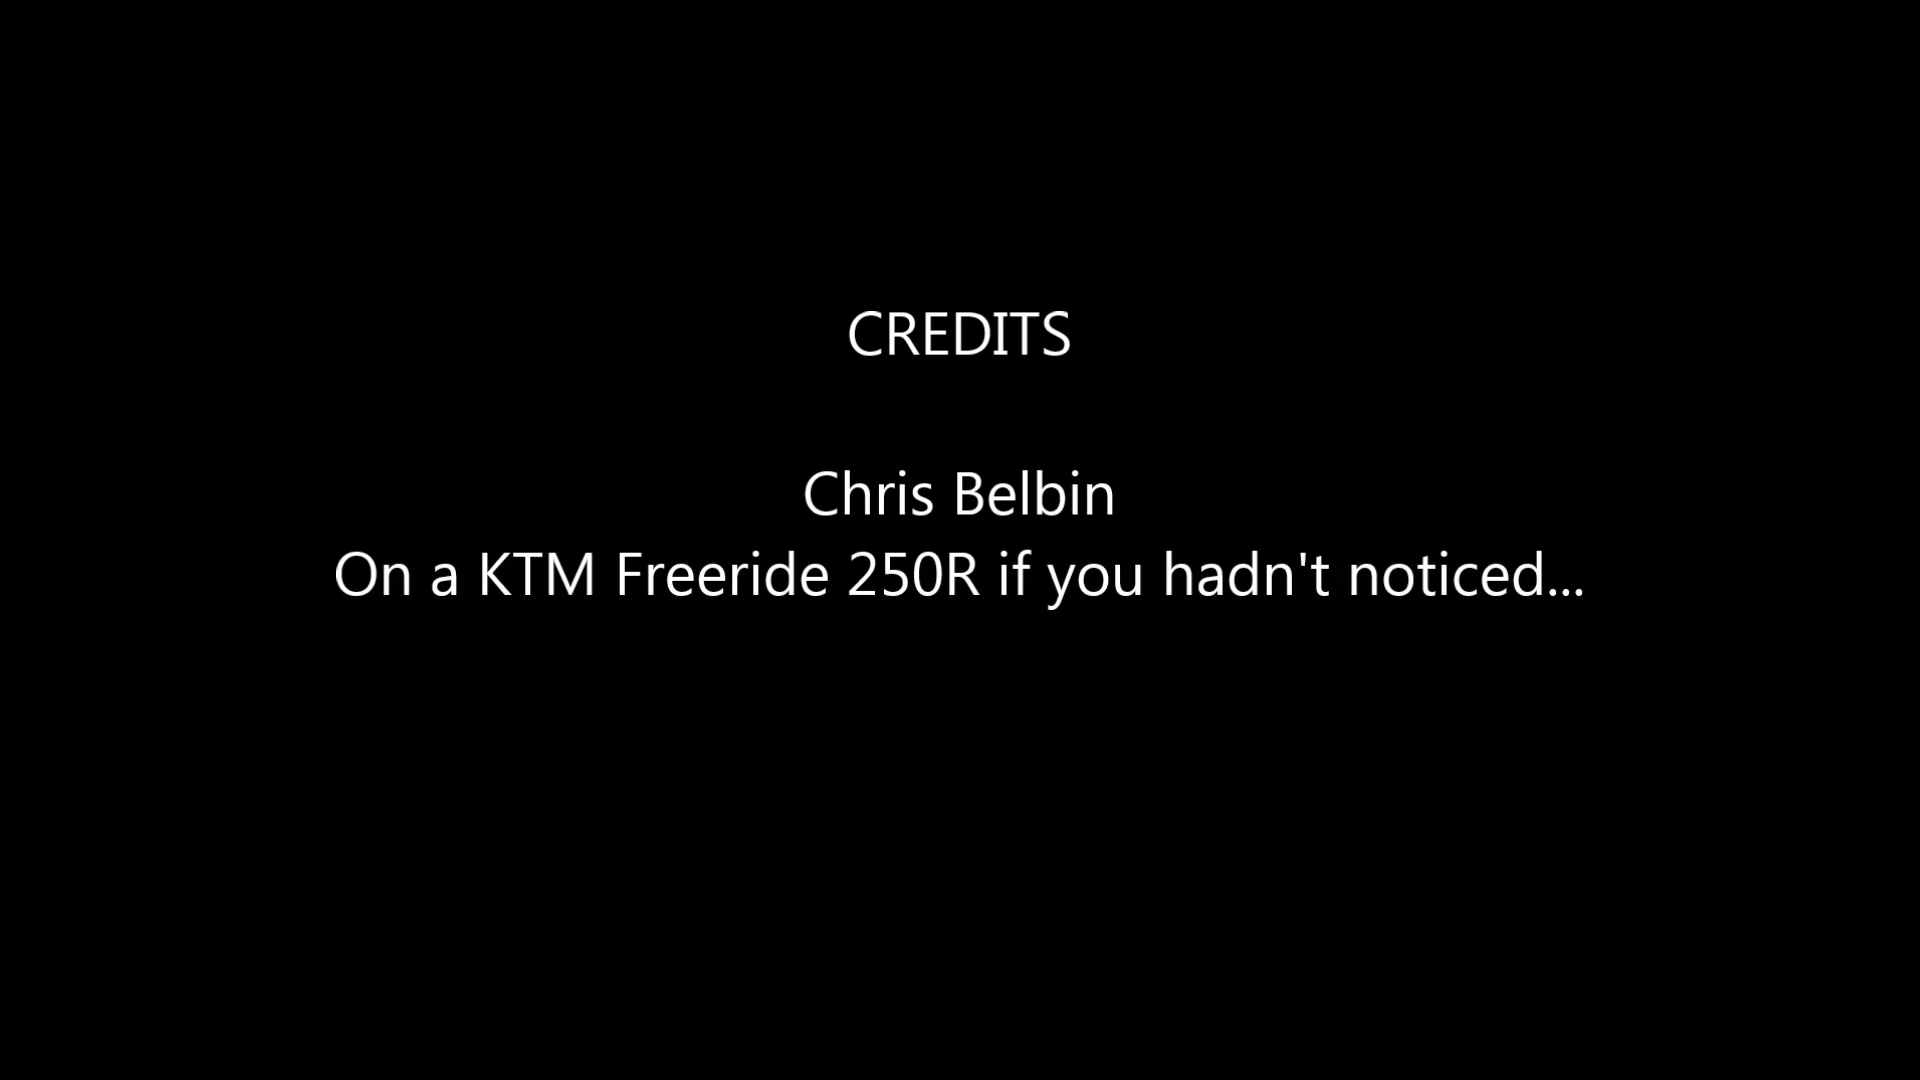 CREDITS
Chris Belbin
On a KTM Freeride 250R if you hadn't noticed...